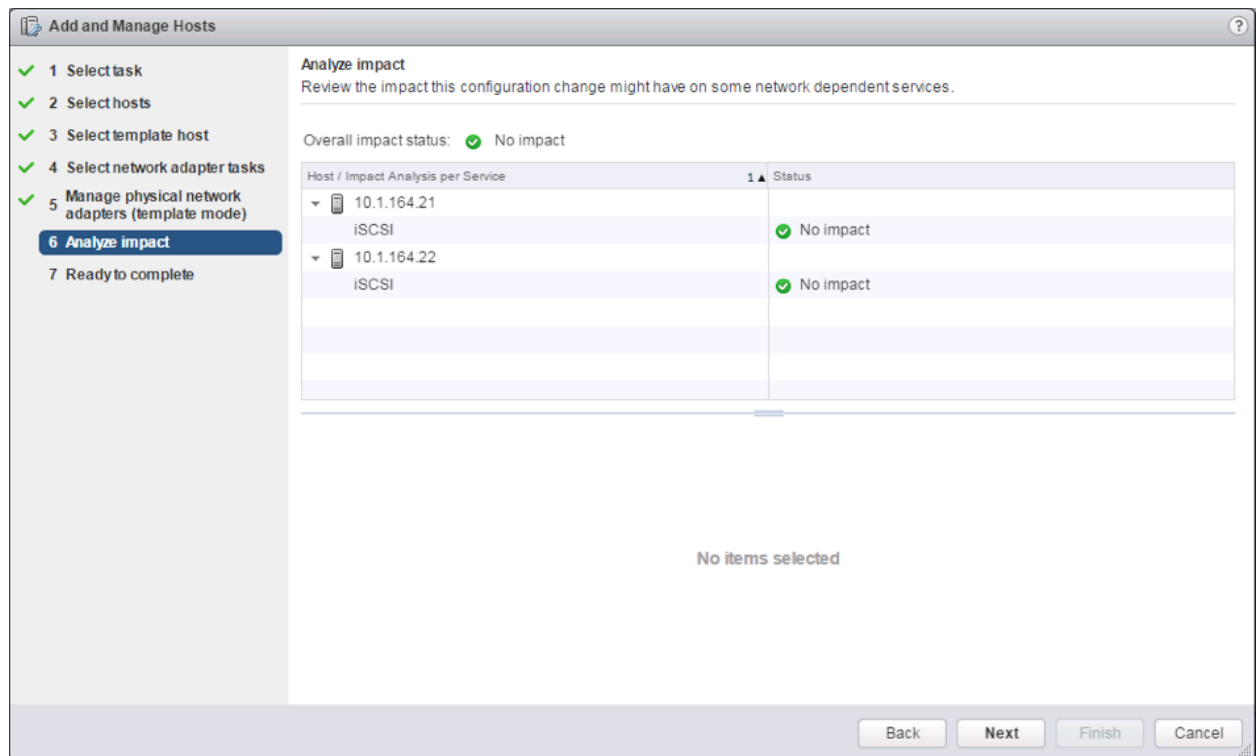 Add and Manage Hosts
?
1 Select task
2 Select hosts
3 Select template host
4 Select network adapter tasks
5 Manage physical network
adapters (template mode)
6 Analyze impact
7 Ready to complete
Analyze impact
Review the impact this configuration change might have on some network dependent services.
Overall impact status: No impact
Host / Impact Analysis per Service 1 ▲ Status
10.1.164.21
iSCSI No impact
10.1.164.22
iSCSI No impact
No items selected
Back Next Finish Cancel